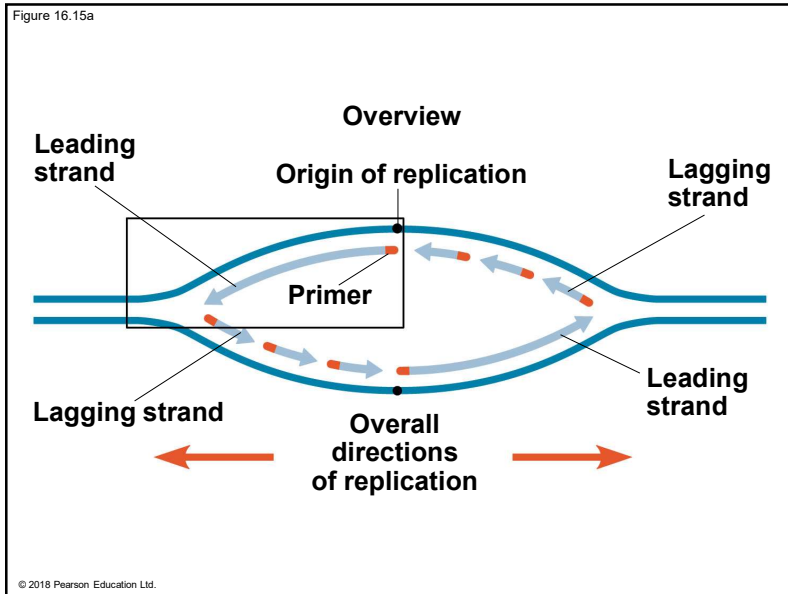 Figure 16.15a
Overview
Leading
strand
Origin of replication
Lagging
strand
Primer
Lagging strand
Leading
strand
Overall
directions
of replication
© 2018 Pearson Education Ltd.